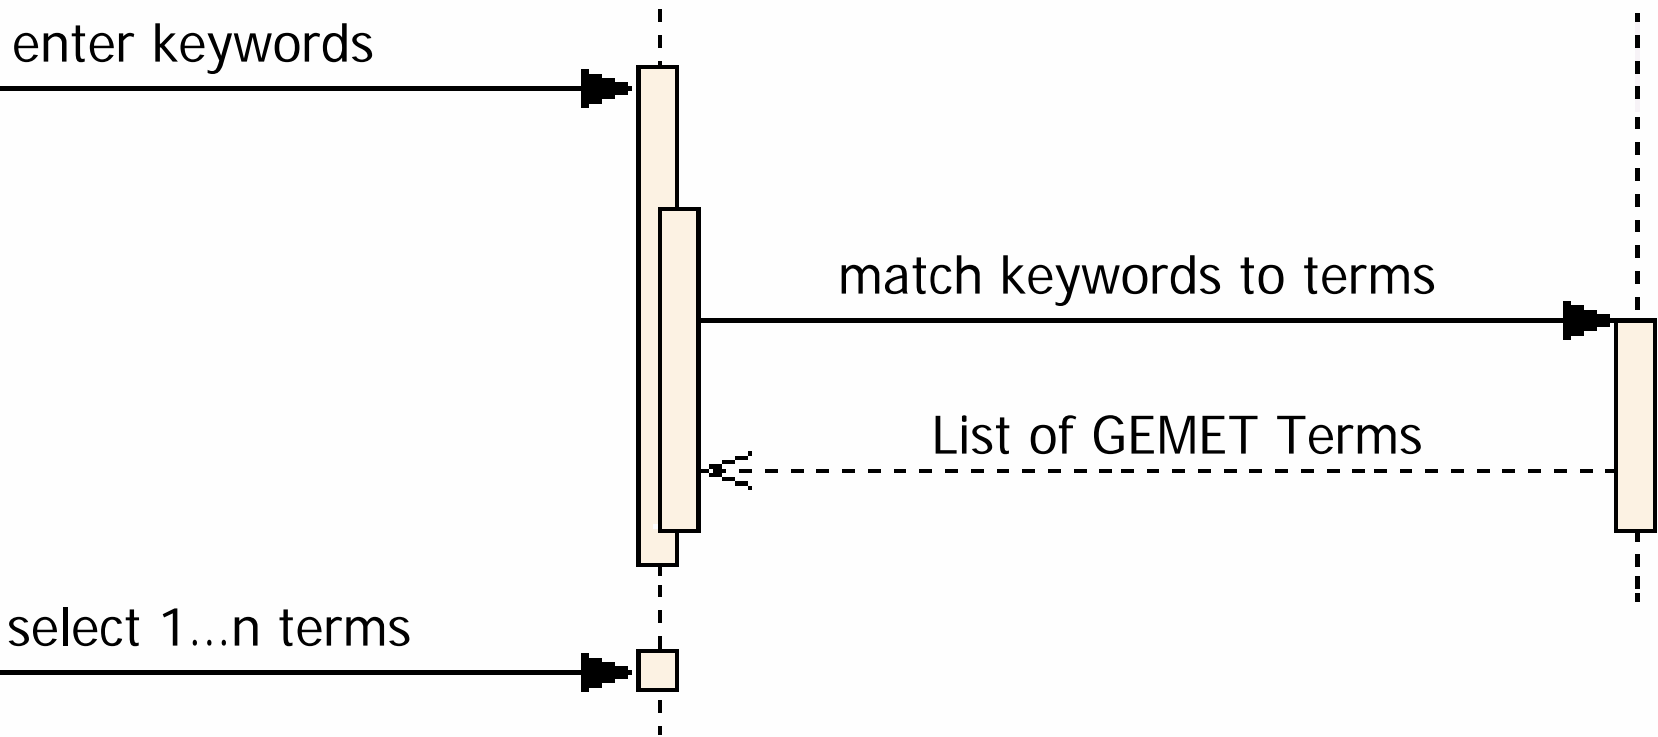 enter keywords
match keywords to terms
List of GEMET Terms
select 1...n terms